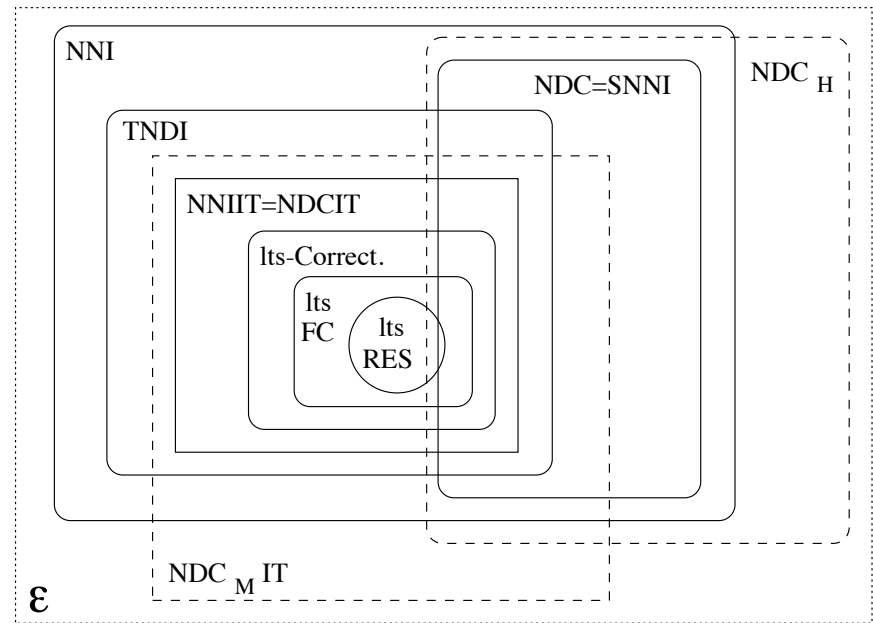 NNI
NDC H
NDC=SNNI
TNDI
NNIIT=NDCIT
lts-Correct.
lts
FC
lts
RES
NDC M IT
ε